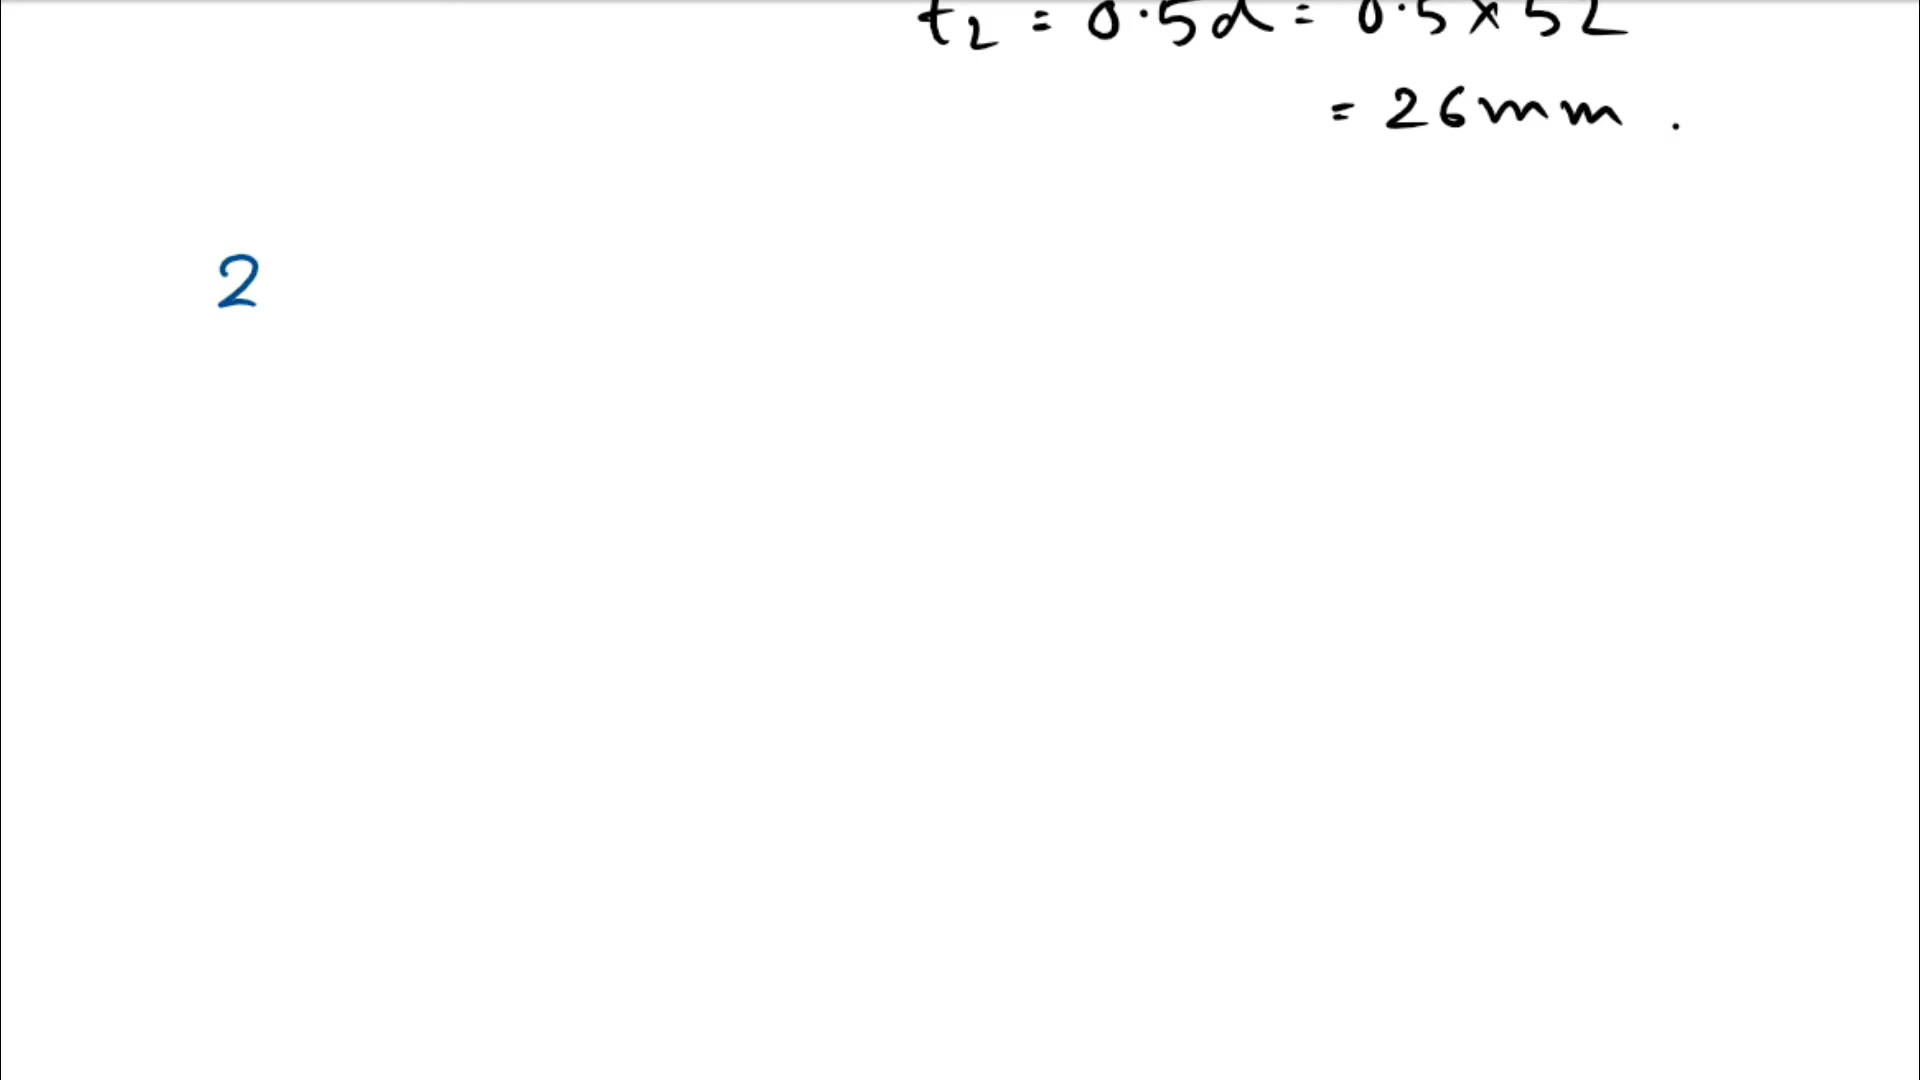 t₂ = 0.5d = 0.5 x 52
= 26mm .
2